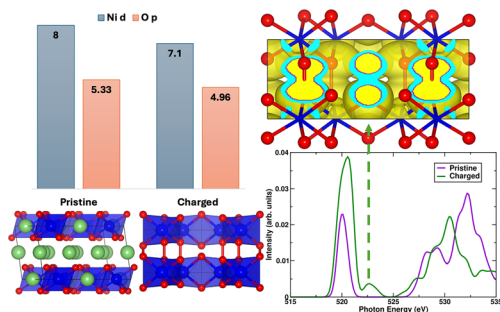 Ni d
O p
8
5.33
7.1
4.96
Pristine
Charged
0.04
0.03
0.02
0.01
0
Intensity (arb. units)
Pristine
Charged
515
520
525
530
535
Photon Energy (eV)